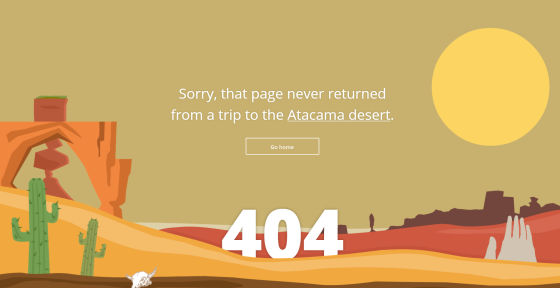 Sorry, that page never returned
from a trip to the Atacama desert.
Go home
404